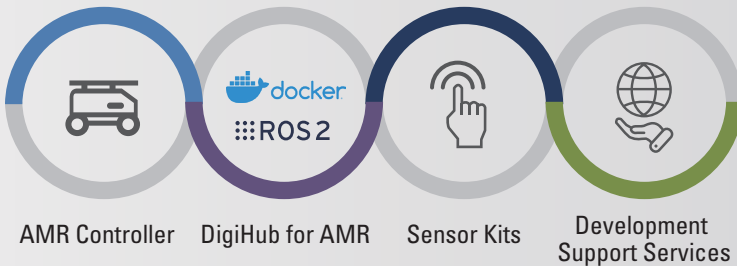 docker
ROS 2
AMR Controller
DigiHub for AMR
Sensor Kits
Development
Support Services